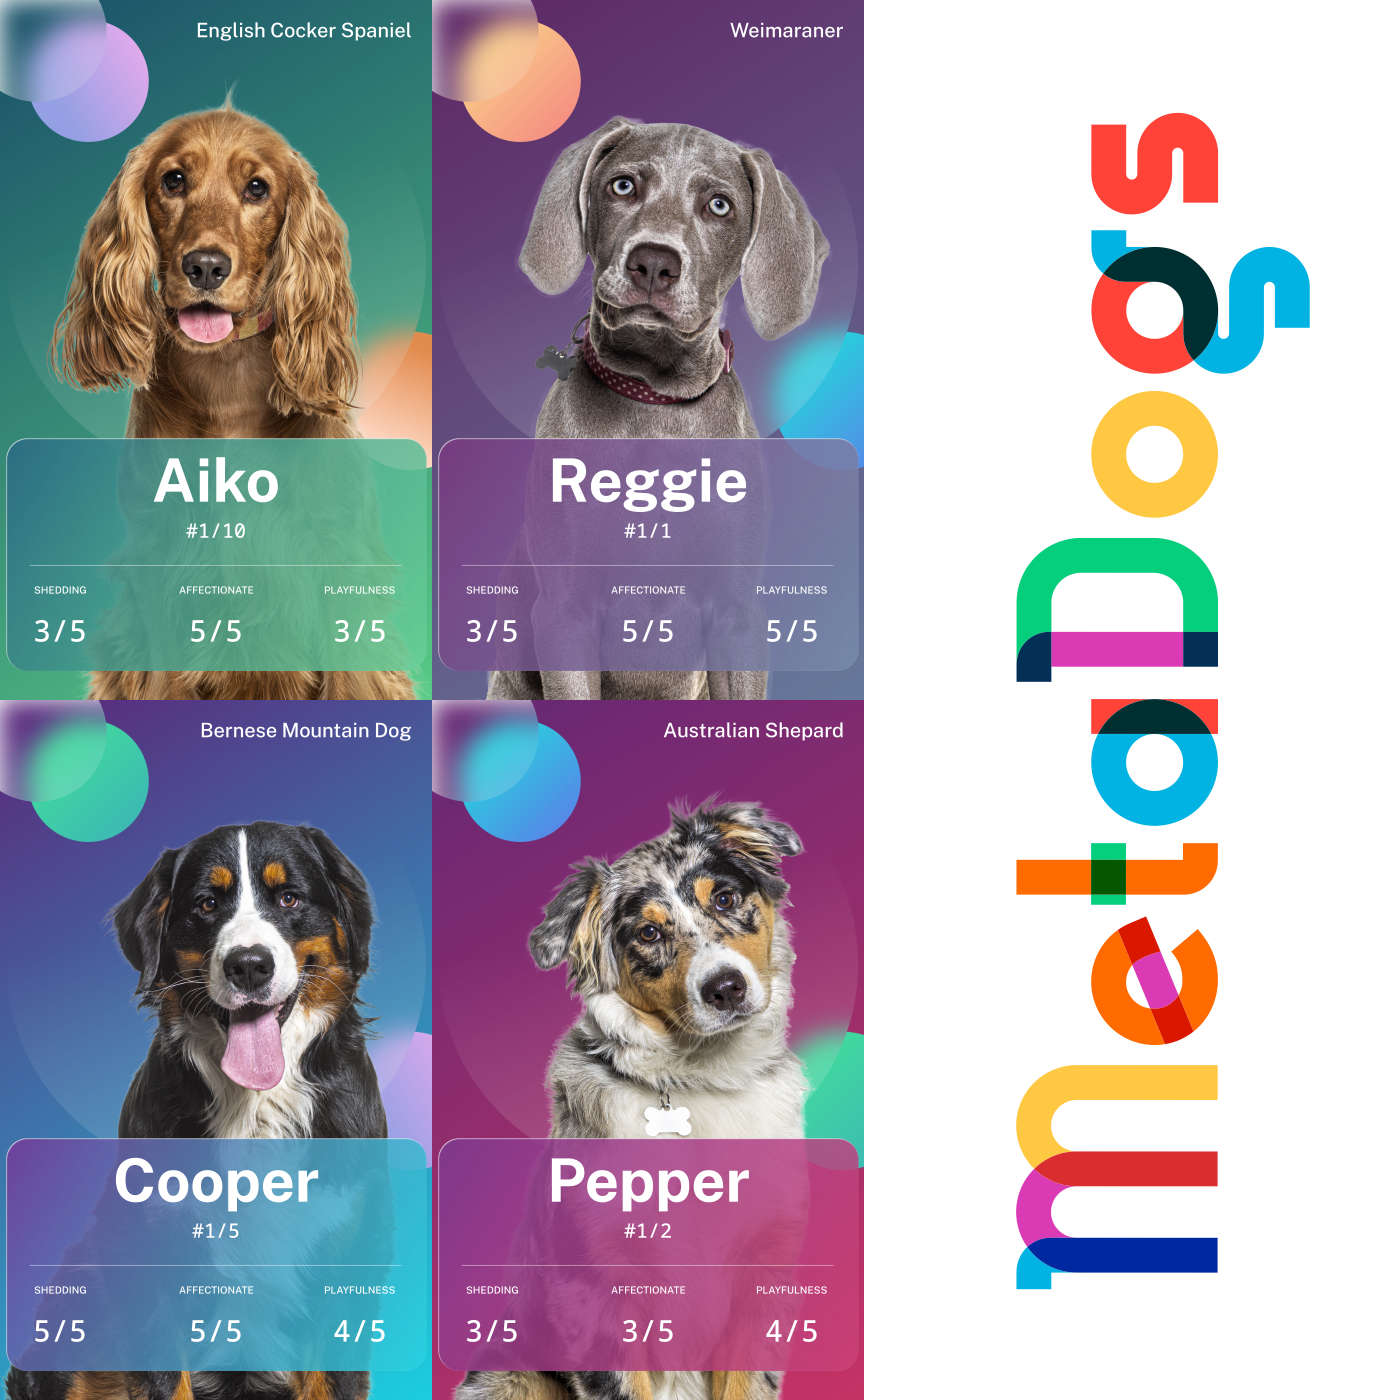 English Cocker Spaniel
Aiko
#1/10
SHEDDING AFFECTIONATE PLAYFULNESS
3/5 5/5 3/5
Weimaraner
Reggie
#1/1
SHEDDING AFFECTIONATE PLAYFULNESS
3/5 5/5 5/5
Bernese Mountain Dog
Cooper
#1/5
SHEDDING AFFECTIONATE PLAYFULNESS
5/5 5/5 4/5
Australian Shepard
Pepper
#1/2
SHEDDING AFFECTIONATE PLAYFULNESS
3/5 3/5 4/5
metaDogs